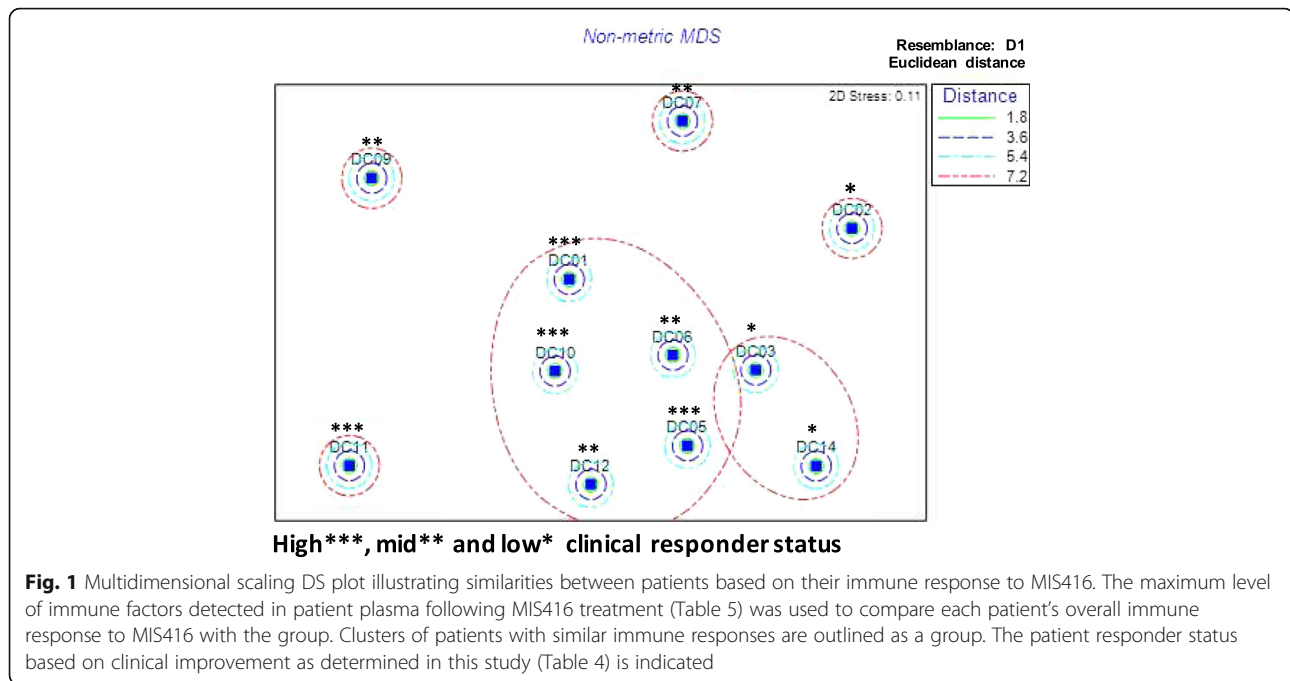 Non-metric MDS
Resemblance: D1
Euclidean distance
2D Stress: 0.11
Distance
1.8
3.6
5.4
7.2
**
DC07
**
DC09
*
DC02
***
DC01
**
DC06
*
DC03
***
DC10
***
DC05
*
DC14
***
DC11
**
DC12
High***, mid** and low* clinical responder status
Fig. 1 Multidimensional scaling DS plot illustrating similarities between patients based on their immune response to MIS416. The maximum level
of immune factors detected in patient plasma following MIS416 treatment (Table 5) was used to compare each patient's overall immune
response to MIS416 with the group. Clusters of patients with similar immune responses are outlined as a group. The patient responder status
based on clinical improvement as determined in this study (Table 4) is indicated